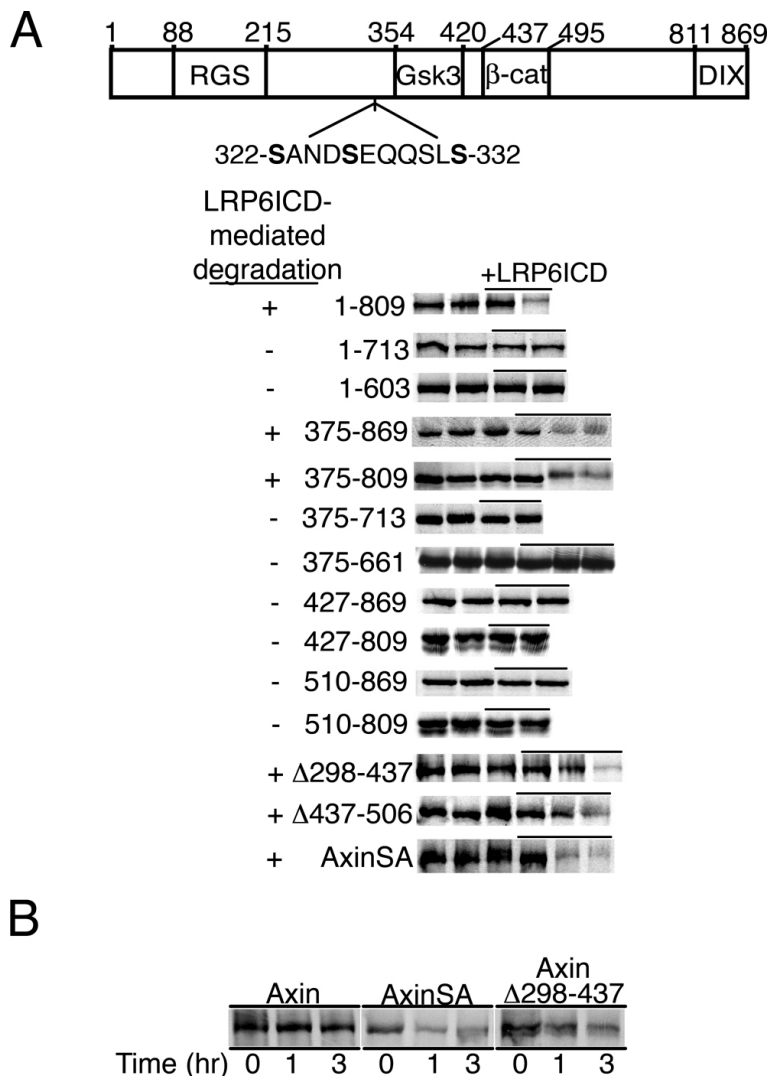 A
1 88 215 354 420 437 495 811 869
RGS Gsk3 β-cat DIX
322-SANDSEQQSLS-332
LRP6ICD-
mediated
degradation
+LRP6ICD
+ 1-809
- 1-713
- 1-603
+ 375-869
+ 375-809
- 375-713
- 375-661
- 427-869
- 427-809
- 510-869
- 510-809
+ Δ298-437
+ Δ437-506
+ AxinSA
B
Axin AxinSA Axin
Δ298-437
Time (hr) 0 1 3 0 1 3 0 1 3